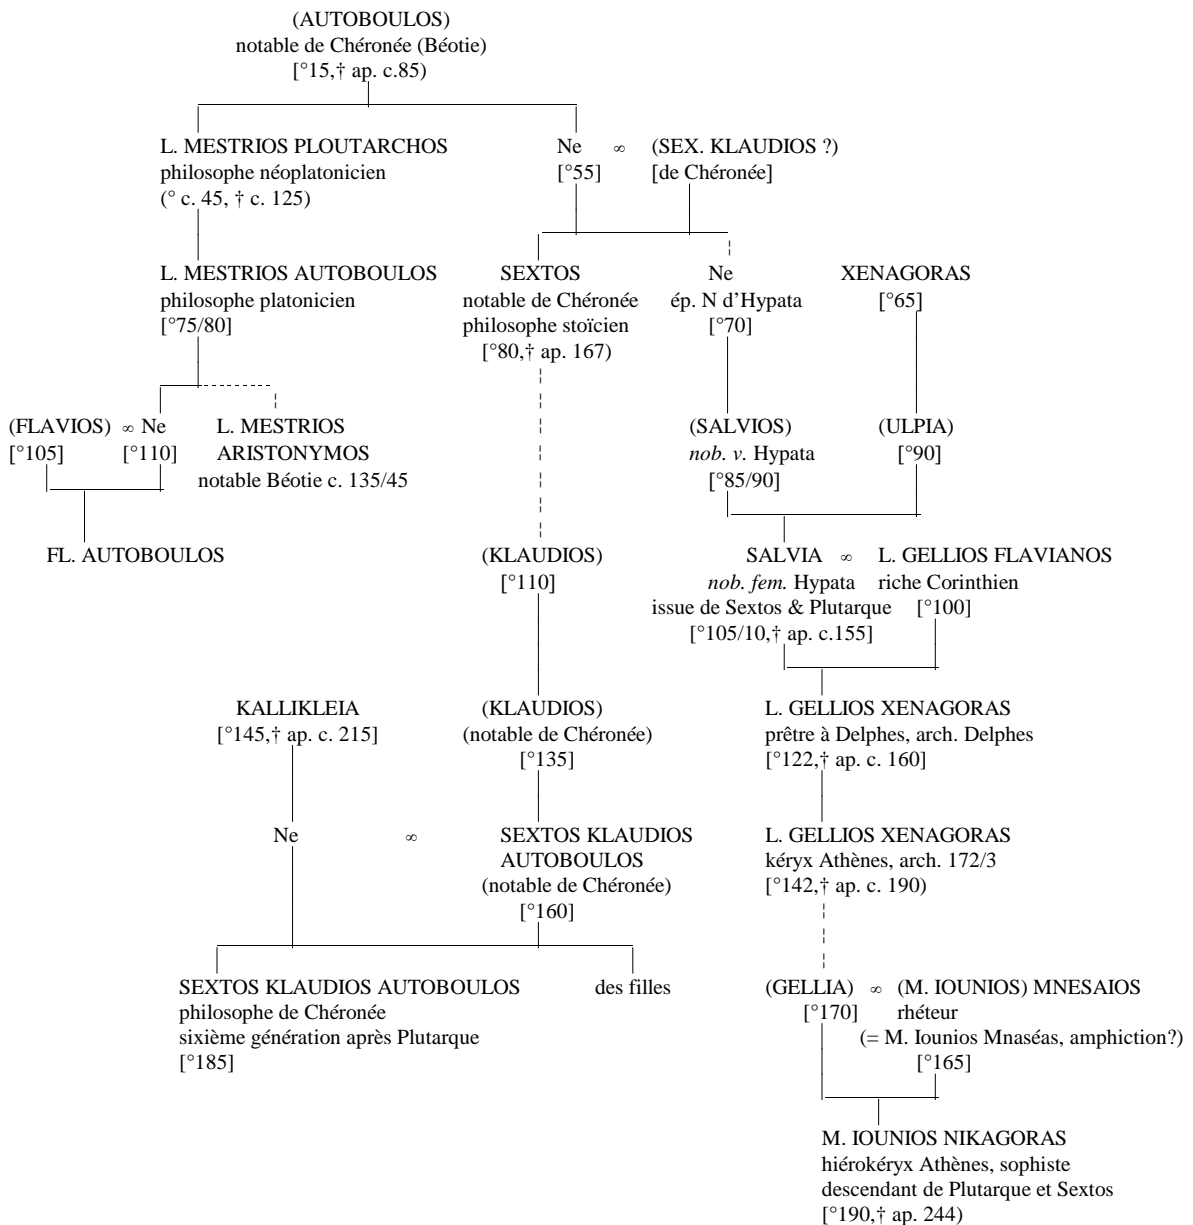 (AUTOBOULOS)
notable de Chéronée (Béotie)
[°15,† ap. c.85)
L. MESTRIOS PLOUTARCHOS
philosophe néoplatonicien
(° c. 45, † c. 125)
Ne ∞ (SEX. KLAUDIOS ?)
[°55] [de Chéronée]
L. MESTRIOS AUTOBOULOS
philosophe platonicien
[°75/80]
SEXTOS
notable de Chéronée
philosophe stoïcien
[°80,† ap. 167)
Ne
ép. N d’Hypata
[°70]
XENAGORAS
[°65]
(FLAVIOS) ∞ Ne
[°105] [°110]
L. MESTRIOS
ARISTONYMOS
notable Béotie c. 135/45
(SALVIOS)
nob. v. Hypata
[°85/90]
(ULPIA)
[°90]
FL. AUTOBOULOS
(KLAUDIOS)
[°110]
SALVIA ∞ L. GELLIOS FLAVIANOS
nob. fem. Hypata riche Corinthien
issue de Sextos & Plutarque [°100]
[°105/10,† ap. c.155]
KALLIKLEIA
[°145,† ap. c. 215]
(KLAUDIOS)
(notable de Chéronée)
[°135]
L. GELLIOS XENAGORAS
prêtre à Delphes, arch. Delphes
[°122,† ap. c. 160]
Ne ∞ SEXTOS KLAUDIOS
AUTOBOULOS
(notable de Chéronée)
[°160]
L. GELLIOS XENAGORAS
kéryx Athènes, arch. 172/3
[°142,† ap. c. 190)
SEXTOS KLAUDIOS AUTOBOULOS
philosophe de Chéronée
sixième génération après Plutarque
[°185]
des filles
(GELLIA) ∞ (M. IOUNIOS) MNESAIOS
[°170] rhéteur
(= M. Iounios Mnaséas, amphiction?)
[°165]
M. IOUNIOS NIKAGORAS
hiérokéryx Athènes, sophiste
descendant de Plutarque et Sextos
[°190,† ap. 244)